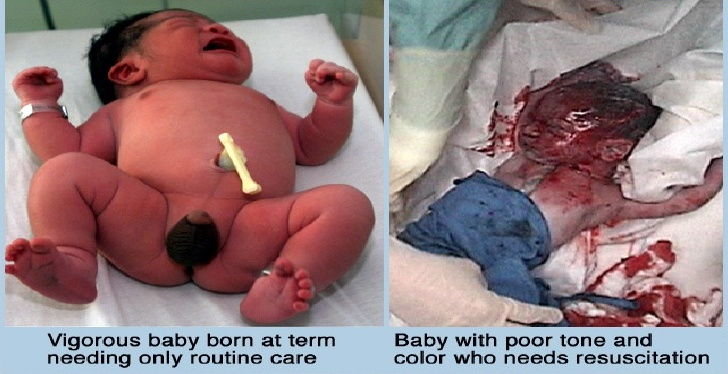 Vigorous baby born at term
needing only routine care
Baby with poor tone and
color who needs resuscitation